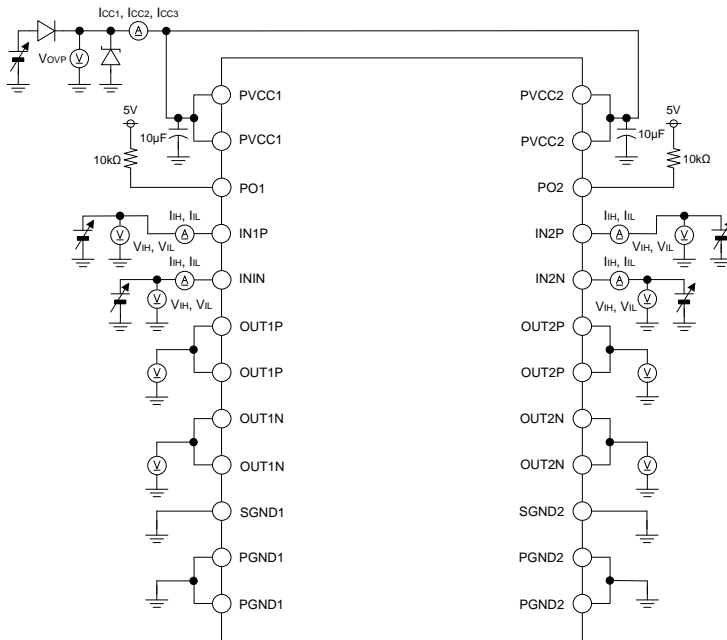 ICC1, ICC2, ICC3
VOVP
A
V
PVCC1
PVCC2
5V
10µF
10µF
5V
PVCC1
PVCC2
10kΩ
10kΩ
PO1
PO2
IIH, IIL
IIH, IIL
V
A
IN1P
IN2P
A
V
VIH, VIL
VIH, VIL
IIH, IIL
IIH, IIL
A
ININ
IN2N
A
V
VIH, VIL
V
VIH, VIL
OUT1P
OUT2P
V
OUT1P
OUT2P
V
OUT1N
OUT2N
V
OUT1N
OUT2N
V
SGND1
SGND2
PGND1
PGND2
PGND1
PGND2